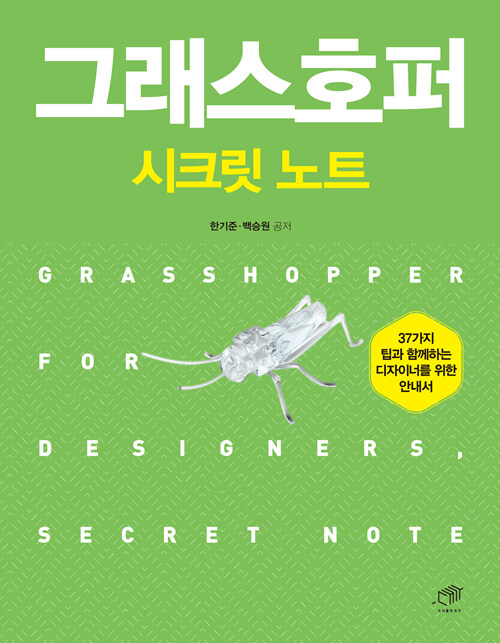 그래스호퍼
시크릿 노트
한기준·백승원 공저
GRASSHOPPER
FOR
37가지
팁과 함께하는
디자이너를 위한
안내서
DESIGNERS,
SECRET NOTE